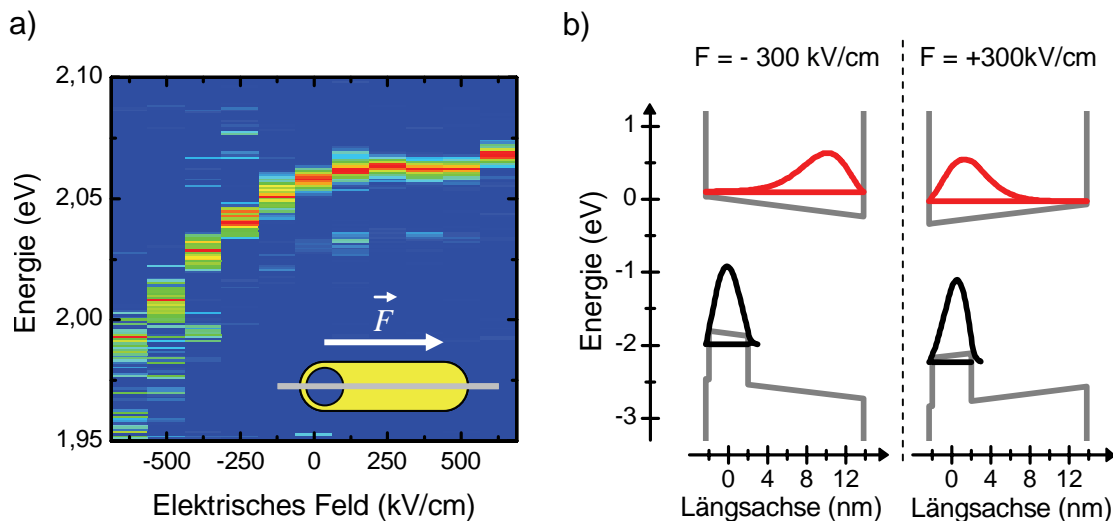 a)
2,10
2,05
2,00
1,95
Energie (eV)
F
-500
-250
0
250
500
Elektrisches Feld (kV/cm)
b)
F = - 300 kV/cm
F = +300kV/cm
1
0
-1
-2
-3
Energie (eV)
0 4 8 12
0 4 8 12
Längsachse (nm)
Längsachse (nm)